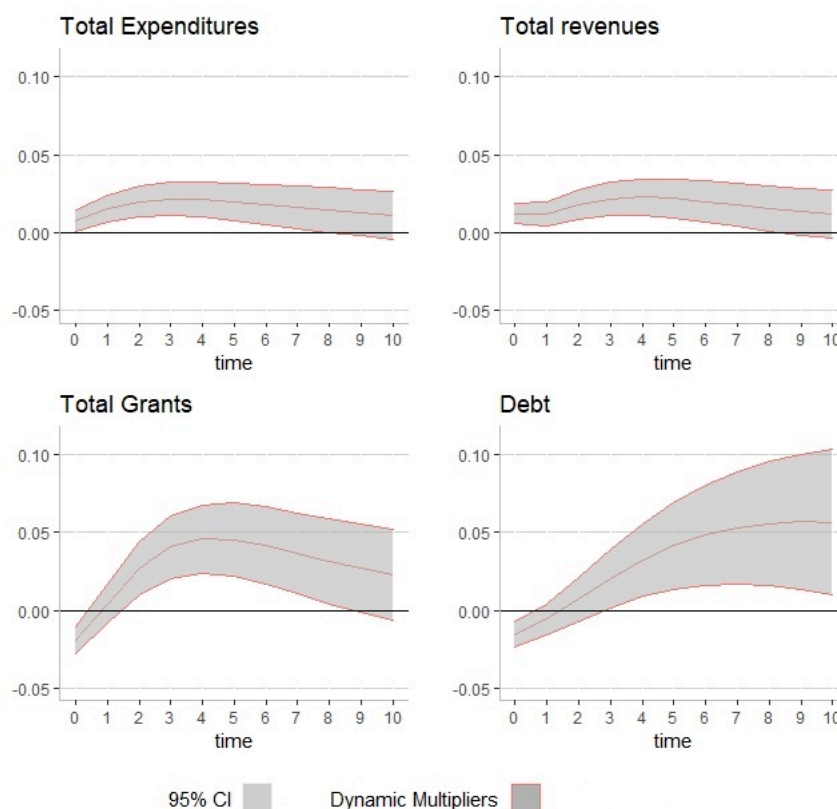 Total Expenditures
0.10
0.05
0.00
-0.05
0 1 2 3 4 5 6 7 8 9 10
time
Total revenues
0.10
0.05
0.00
-0.05
0 1 2 3 4 5 6 7 8 9 10
time
Total Grants
0.10
0.05
0.00
-0.05
0 1 2 3 4 5 6 7 8 9 10
time
Debt
0.10
0.05
0.00
-0.05
0 1 2 3 4 5 6 7 8 9 10
time
95% CI Dynamic Multipliers